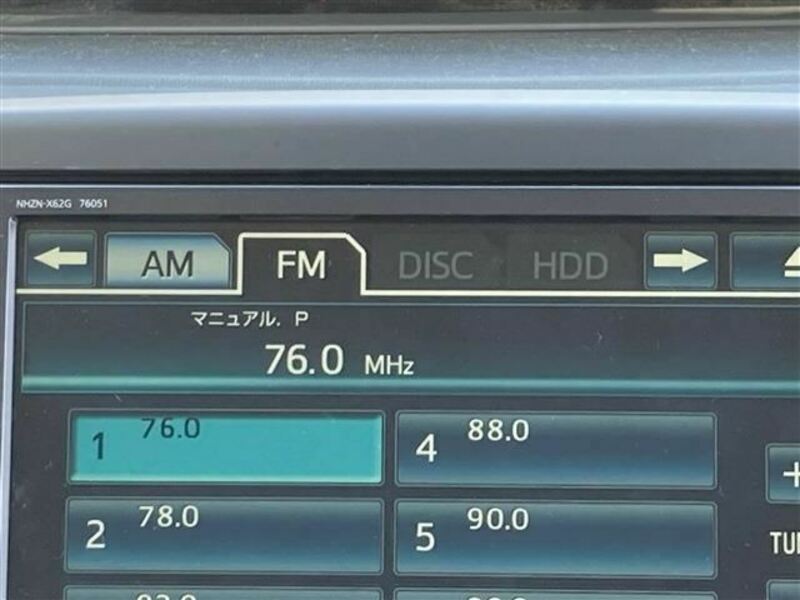 NHZN-X62G 76051
AM FM DISC HDD
マニュアル. P
76.0 MHz
1 76.0
4 88.0
2 78.0
5 90.0